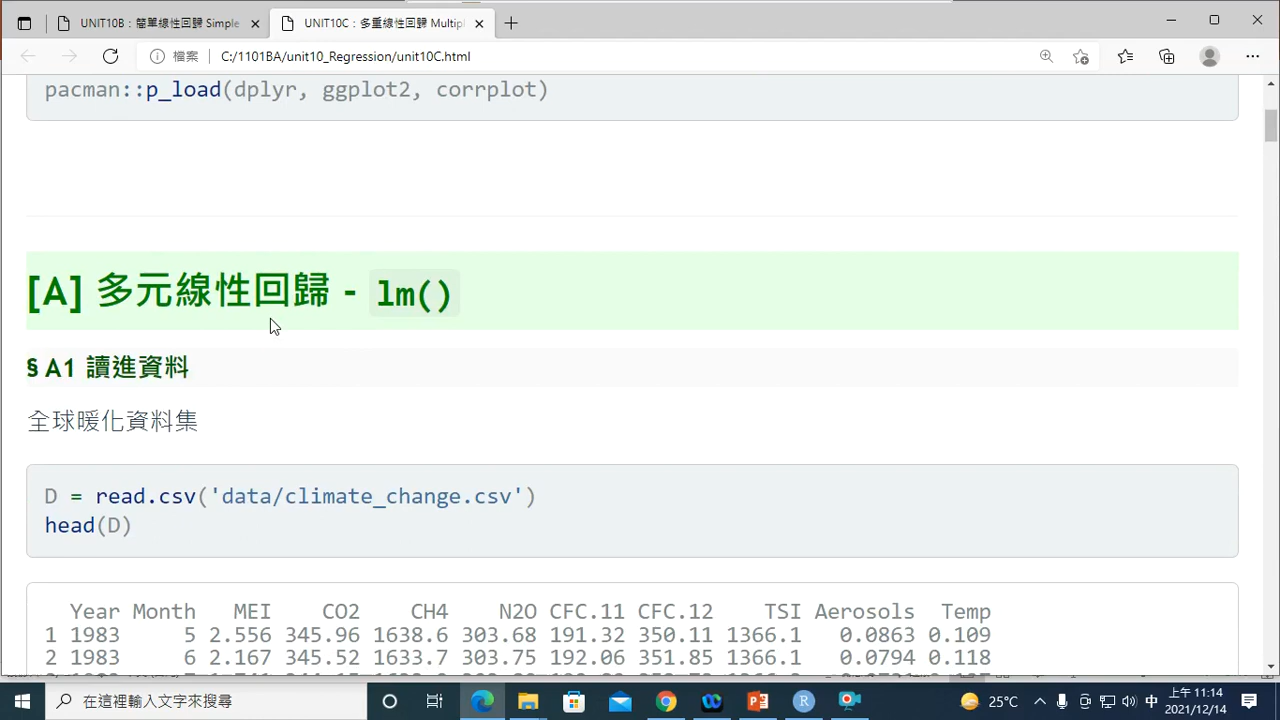 UNIT10B：簡單線性回歸 Simple
UNIT10C：多重線性回歸 Multipl
檔案
C:/1101BA/unit10_Regression/unit10C.html
pacman::p_load(dplyr, ggplot2, corrplot)
[A] 多元線性回歸 - lm()
§ A1 讀進資料
全球暖化資料集
D = read.csv('data/climate_change.csv')
head(D)
Year Month MEI CO2 CH4 N2O CFC.11 CFC.12 TSI Aerosols Temp
1 1983 5 2.556 345.96 1638.6 303.68 191.32 350.11 1366.1 0.0863 0.109
2 1983 6 2.167 345.52 1633.7 303.75 192.06 351.85 1366.1 0.0794 0.118
在這裡輸入文字來搜尋
25°C
中
上午 11:14
2021/12/14